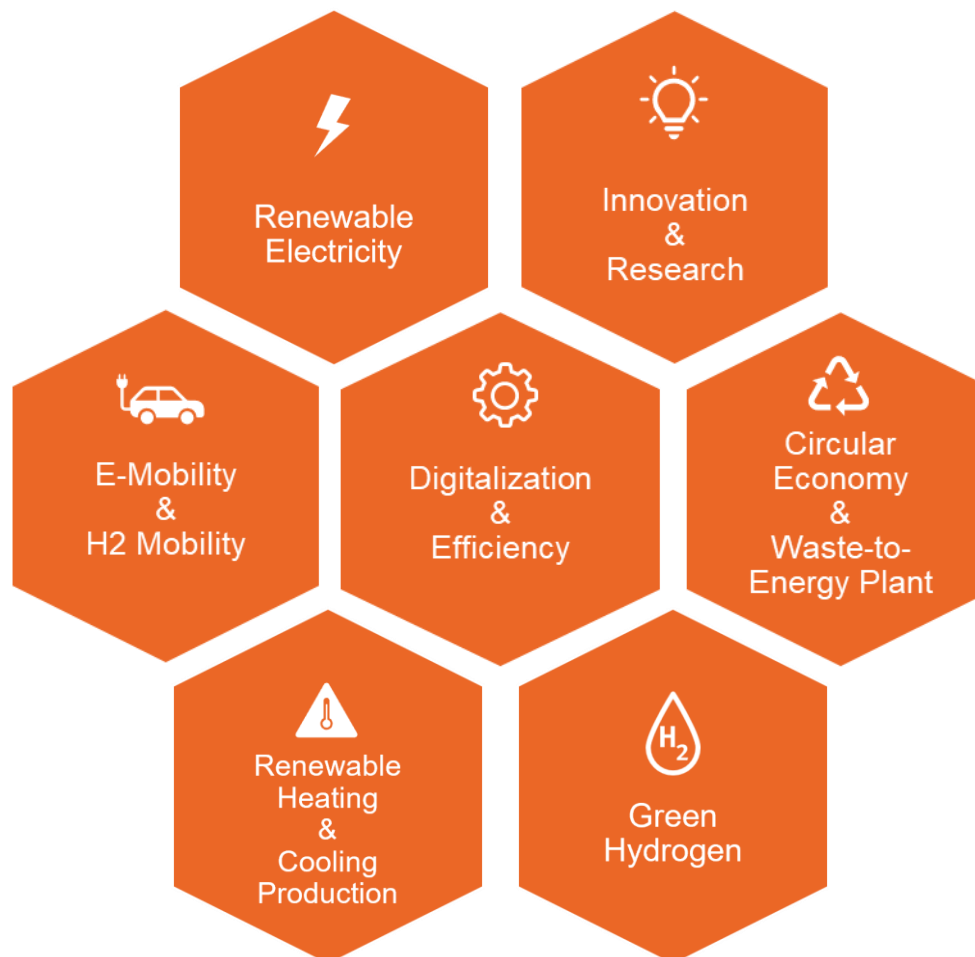 Renewable
Electricity
Innovation
&
Research
E-Mobility
&
H2 Mobility
Digitalization
&
Efficiency
Circular
Economy
&
Waste-to-
Energy Plant
Renewable
Heating
&
Cooling
Production
H2
Green
Hydrogen